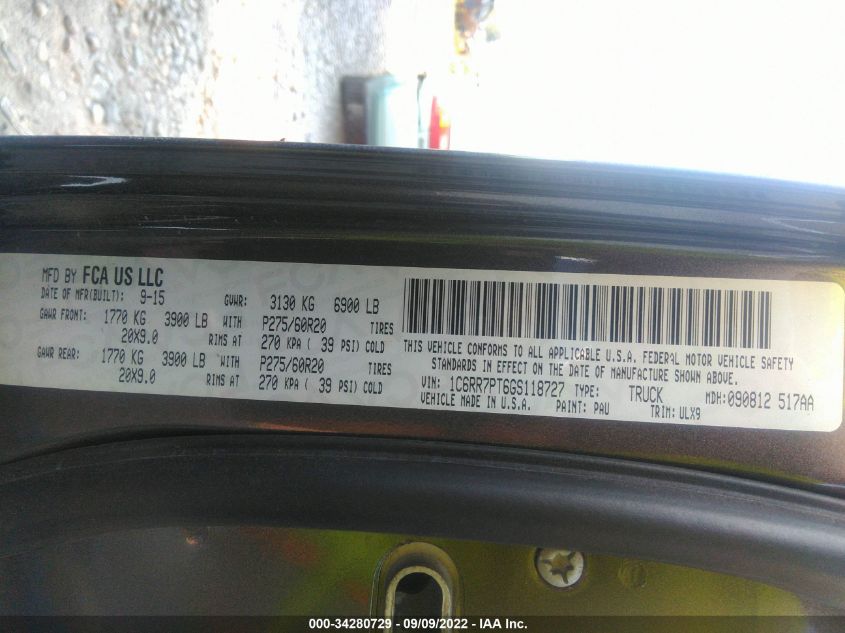 MFD BY FCA US LLC
DATE OF MFR(BUILT): 9-15 GVWR: 3130 KG 6900 LB
GAWR FRONT: 1770 KG 3900 LB WITH P275/60R20 TIRES
20X9.0 RIMS AT 270 KPA ( 39 PSI) COLD
GAWR REAR: 1770 KG 3900 LB WITH P275/60R20 TIRES
20X9.0 RIMS AT 270 KPA ( 39 PSI) COLD
THIS VEHICLE CONFORMS TO ALL APPLICABLE U.S.A. FEDERAL MOTOR VEHICLE SAFETY
STANDARDS IN EFFECT ON THE DATE OF MANUFACTURE SHOWN ABOVE.
VIN: 1C6RR7PT6GS118727 TYPE: TRUCK MDH:090812 517AA
VEHICLE MADE IN U.S.A. PAINT: PAU TRIM: ULX9
000-34280729 - 09/09/2022 - IAA Inc.